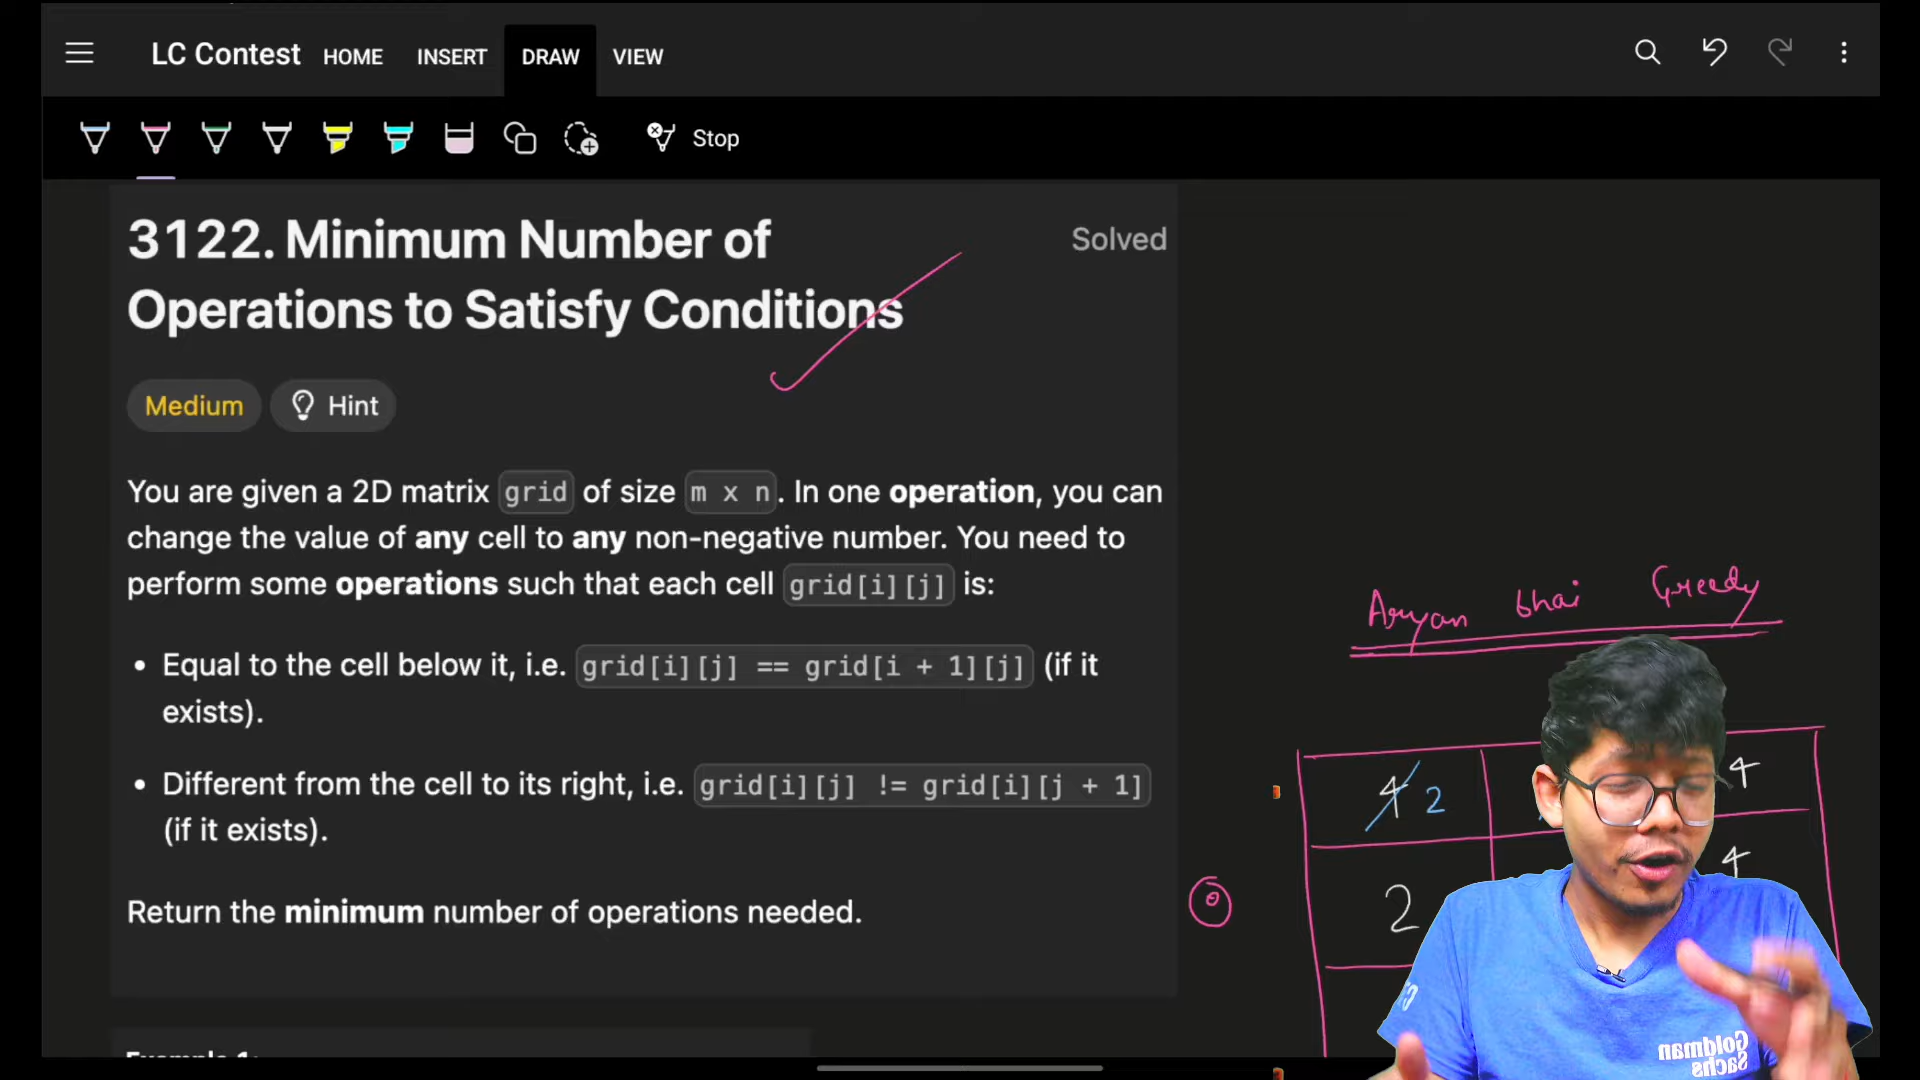 LC Contest HOME INSERT DRAW VIEW
Stop
3122. Minimum Number of
Operations to Satisfy Conditions
Solved
Medium Hint
You are given a 2D matrix grid of size m x n. In one operation, you can
change the value of any cell to any non-negative number. You need to
perform some operations such that each cell grid[i][j] is:
• Equal to the cell below it, i.e. grid[i][j] == grid[i + 1][j] (if it
exists).
• Different from the cell to its right, i.e. grid[i][j] != grid[i][j + 1]
(if it exists).
Return the minimum number of operations needed.
Aryan bhai Greedy
4 2 4
2 4
Goldman
Sachs